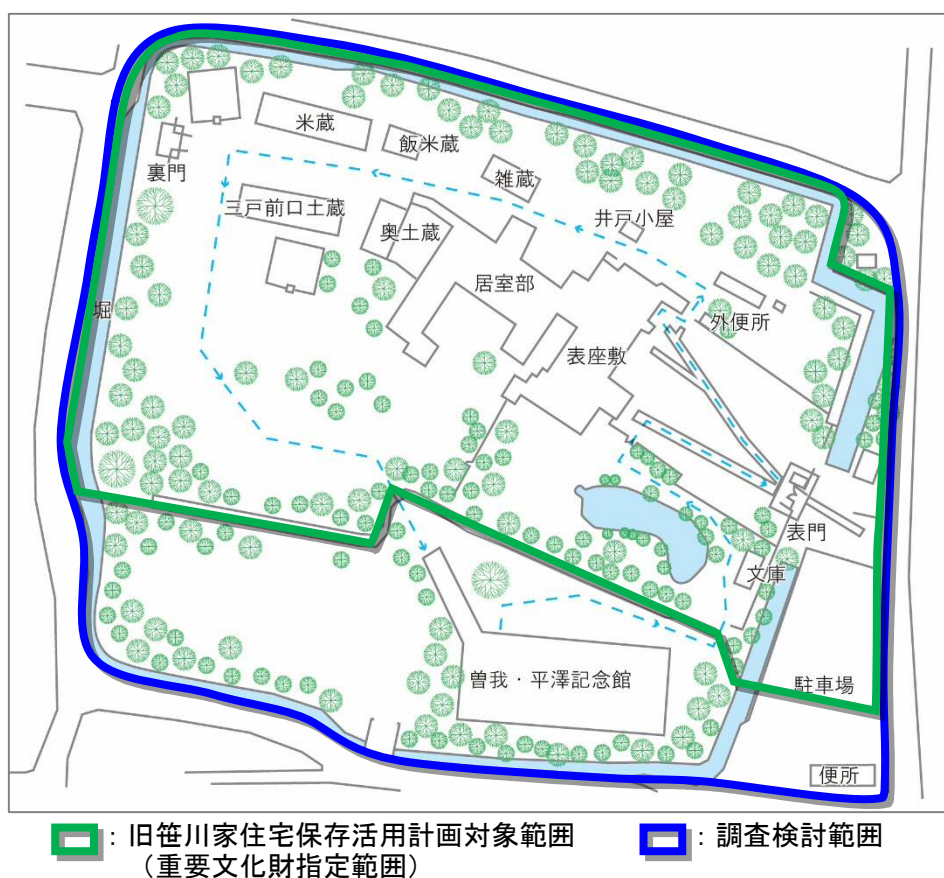 米蔵
飯米蔵
裏門
雑蔵
三戸前口土蔵
井戸小屋
奥土蔵
居室部
堀
外便所
表座敷
表門
文庫
曽我・平澤記念館
駐車場
便所
：旧笹川家住宅保存活用計画対象範囲
（重要文化財指定範囲）
：調査検討範囲